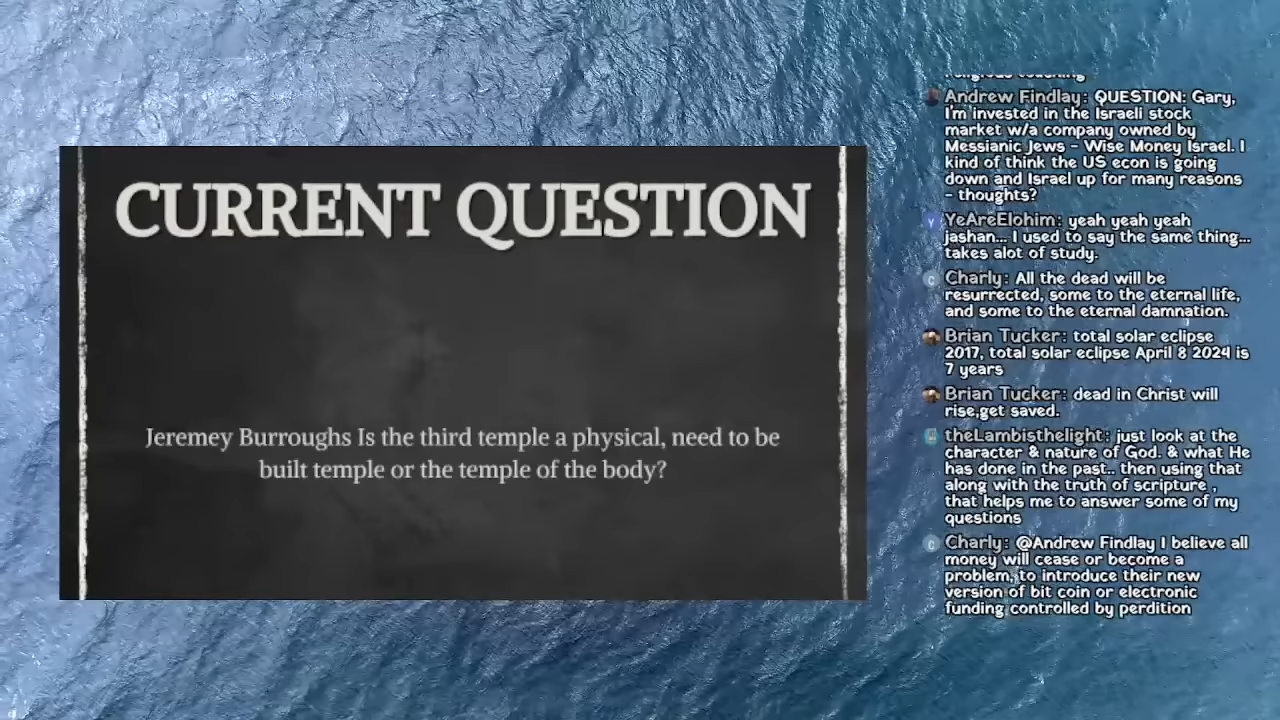 CURRENT QUESTION
Jeremey Burroughs Is the third temple a physical, need to be
built temple or the temple of the body?
Andrew Findlay: QUESTION: Gary,
I'm invested in the Israeli stock
market w/a company owned by
Messianic Jews - Wise Money Israel. I
kind of think the US econ is going
down and Israel up for many reasons
- thoughts?
YeAreElohim: yeah yeah yeah
jashan... I used to say the same thing...
takes alot of study.
Charly: All the dead will be
resurrected, some to the eternal life,
and some to the eternal damnation.
Brian Tucker: total solar eclipse
2017, total solar eclipse April 8 2024 is
7 years
Brian Tucker: dead in Christ will
rise,get saved.
theLambisthelight: just look at the
character & nature of God. & what He
has done in the past.. then using that
along with the truth of scripture ,
that helps me to answer some of my
questions
Charly: @Andrew Findlay I believe all
money will cease or become a
problem, to introduce their new
version of bit coin or electronic
funding controlled by perdition